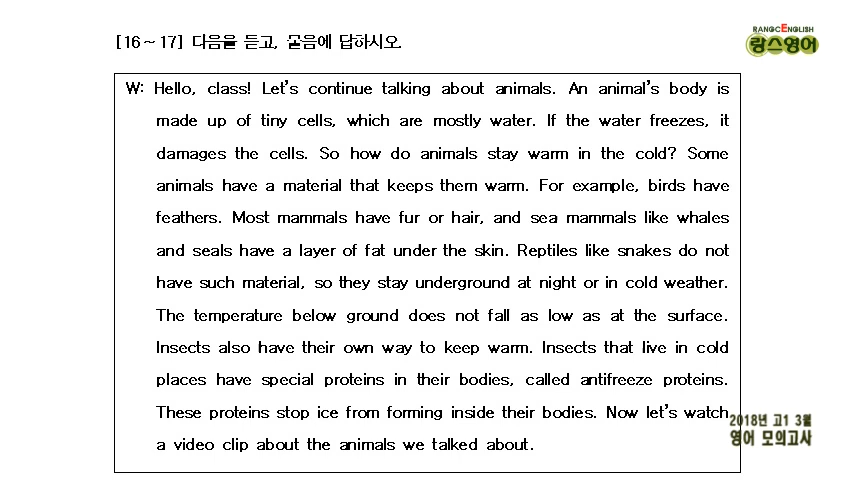 [16~17] 다음을 듣고, 물음에 답하시오.
RANGCENGLISH
랑스영어
W: Hello, class! Let's continue talking about animals. An animal's body is
made up of tiny cells, which are mostly water. If the water freezes, it
damages the cells. So how do animals stay warm in the cold? Some
animals have a material that keeps them warm. For example, birds have
feathers. Most mammals have fur or hair, and sea mammals like whales
and seals have a layer of fat under the skin. Reptiles like snakes do not
have such material, so they stay underground at night or in cold weather.
The temperature below ground does not fall as low as at the surface.
Insects also have their own way to keep warm. Insects that live in cold
places have special proteins in their bodies, called antifreeze proteins.
These proteins stop ice from forming inside their bodies. Now let's watch
a video clip about the animals we talked about.
2018년 고1 3월
영어 모의고사